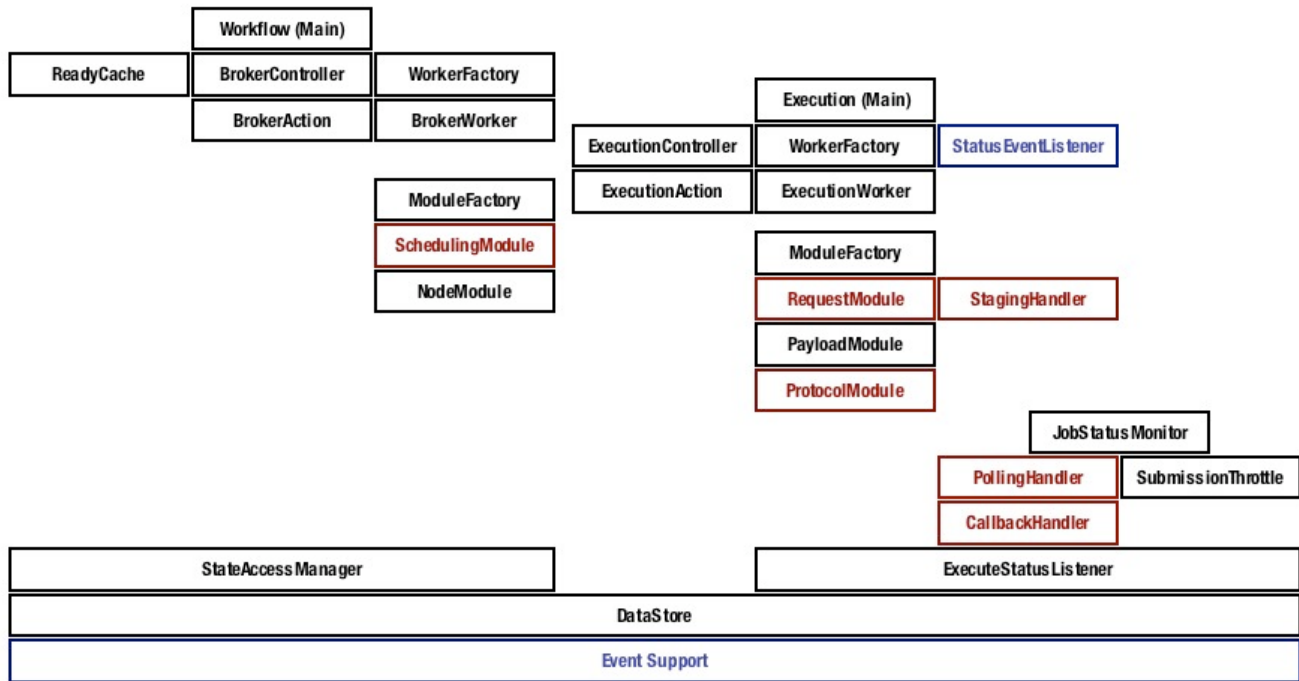 Workflow (Main)
ReadyCache
BrokerController
WorkerFactory
BrokerAction
BrokerWorker
ModuleFactory
SchedulingModule
NodeModule
Execution (Main)
ExecutionController
WorkerFactory
StatusEventListener
ExecutionAction
ExecutionWorker
ModuleFactory
RequestModule
StagingHandler
PayloadModule
ProtocolModule
JobStatusMonitor
PollingHandler
SubmissionThrottle
CallbackHandler
StateAccessManager
ExecuteStatusListener
DataStore
Event Support